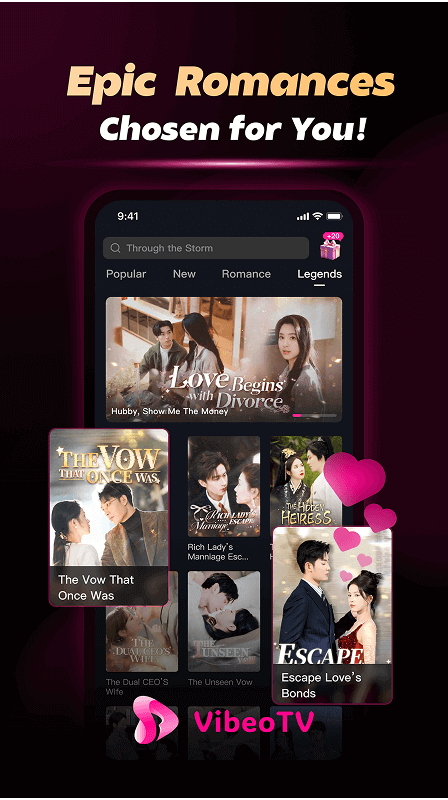 Epic Romances
Chosen for You!
9:41
+20
Through the Storm
Popular New Romance Legends
Love Begins
with Divorce
Hubby, Show Me The Money
THE VOW
THAT ONCE WAS
The Vow That
Once Was
RICH LADY'S
Marriage ESCAPE
Rich Lady's
Manniage Esc...
THE HIDDEN
HEIRESS
ESCAPE
Escape Love's
Bonds
THE
DUAL CEO'S
WIFE
The Dual CEO'S
Wife
THE
UNSEEN
VOW
The Unseen Vow
VibeoTV